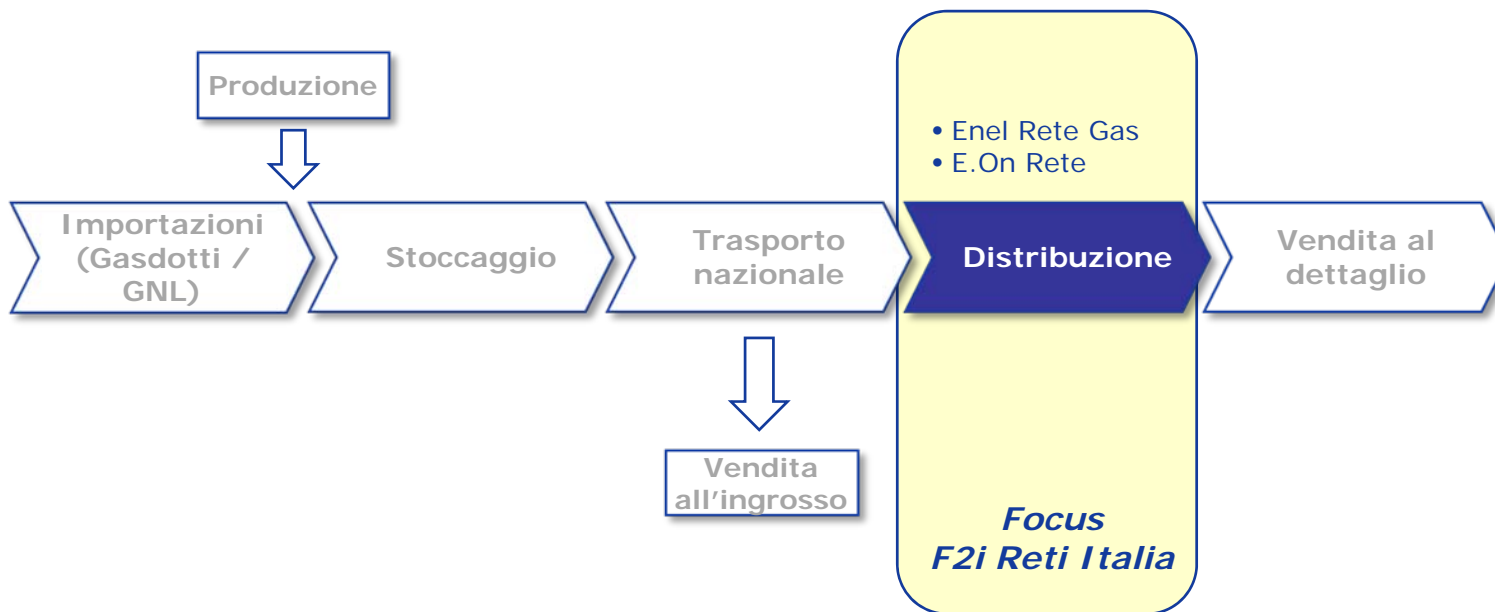 Produzione
• Enel Rete Gas
• E.On Rete
Importazioni
(Gasdotti /
GNL)
Stoccaggio
Trasporto
nazionale
Distribuzione
Vendita al
dettaglio
Vendita
all'ingrosso
Focus
F2i Reti Italia